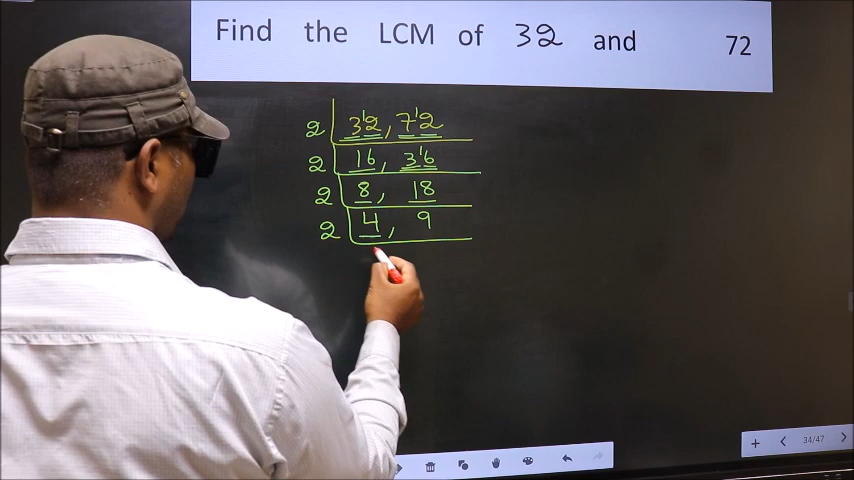 Find the LCM of 32 and 72
2 32, 72
2 16, 36
2 8, 18
2 4, 9
34/47